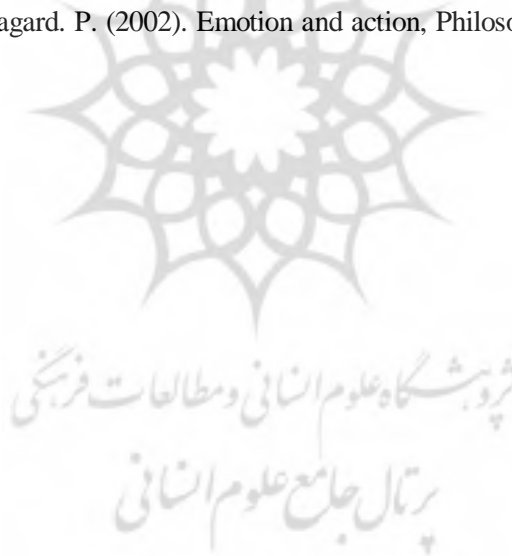 agard. P. (2002). Emotion and action, Philoso
پژوهشگاه علوم انسانی و مطالعات فرهنگی
پرتال جامع علوم انسانی